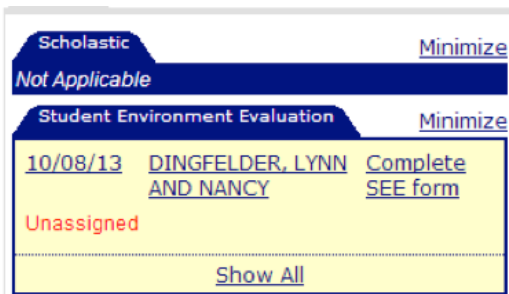 Scholastic
Minimize
Not Applicable
Student Environment Evaluation
Minimize
10/08/13 DINGFELDER, LYNN Complete
AND NANCY SEE form
Unassigned
Show All